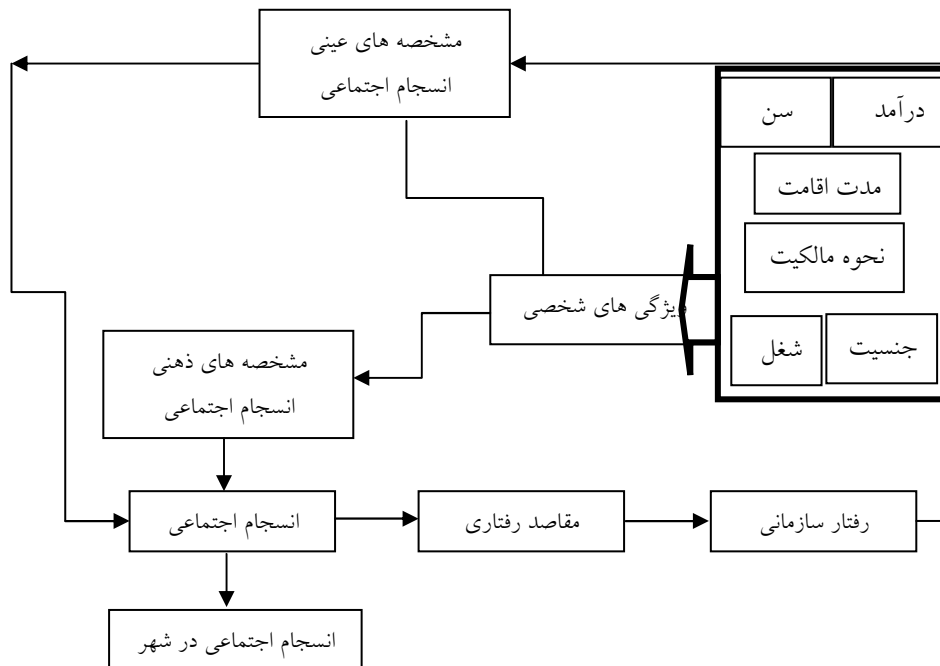 مشخصه های عینی
انسجام اجتماعی
درآمد
سن
مدت اقامت
نحوه مالکیت
ویژگی های شخصی
جنسیت
شغل
مشخصه های ذهنی
انسجام اجتماعی
انسجام اجتماعی
مقاصد رفتاری
رفتار سازمانی
انسجام اجتماعی در شهر